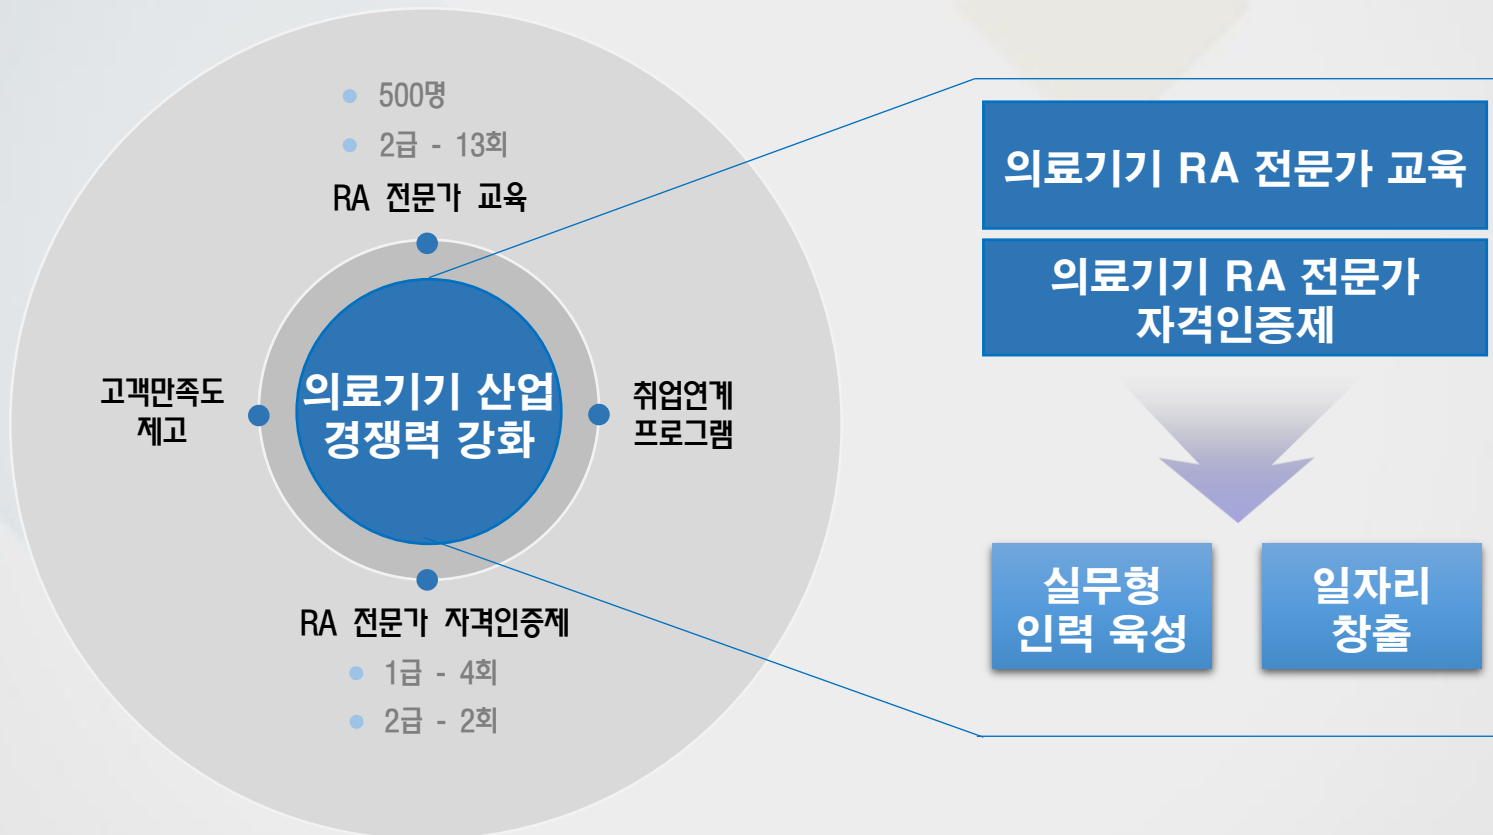 500명
2급 - 13회
RA 전문가 교육
고객만족도
제고
의료기기 산업
경쟁력 강화
취업연계
프로그램
RA 전문가 자격인증제
1급 - 4회
2급 - 2회
의료기기 RA 전문가 교육
의료기기 RA 전문가
자격인증제
실무형
인력 육성
일자리
창출